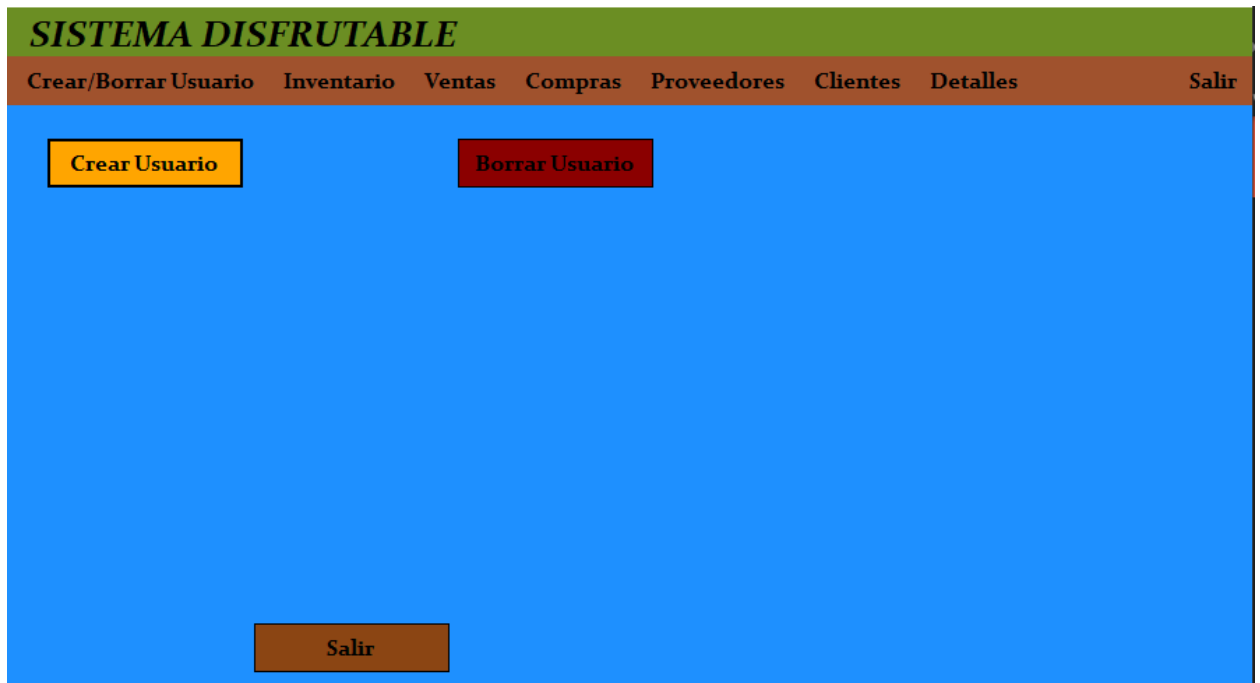 SISTEMA DISFRUTABLE
Crear/Borrar Usuario Inventario Ventas Compras Proveedores Clientes Detalles Salir
Crear Usuario Borrar Usuario
Salir